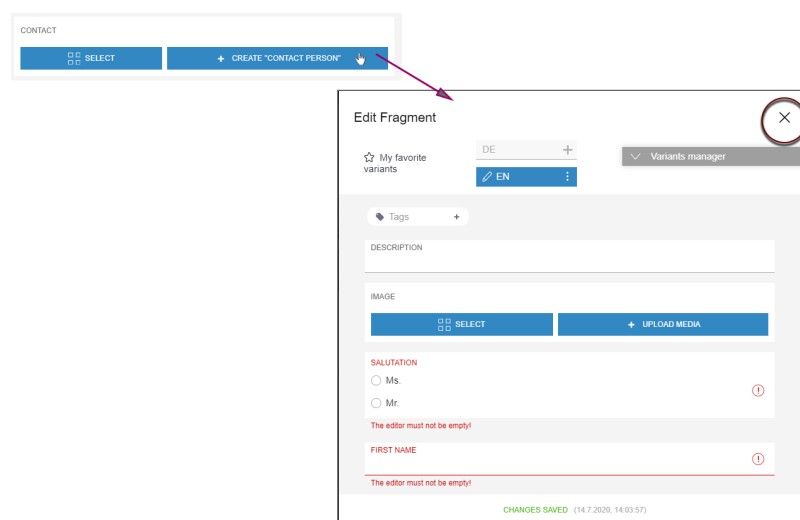 CONTACT
SELECT
+ CREATE "CONTACT PERSON"
Edit Fragment
My favorite
variants
DE
EN
Variants manager
Tags +
DESCRIPTION
IMAGE
SELECT
+ UPLOAD MEDIA
SALUTATION
Ms.
Mr.
The editor must not be empty!
FIRST NAME
The editor must not be empty!
CHANGES SAVED (14.7.2020, 14:03:57)